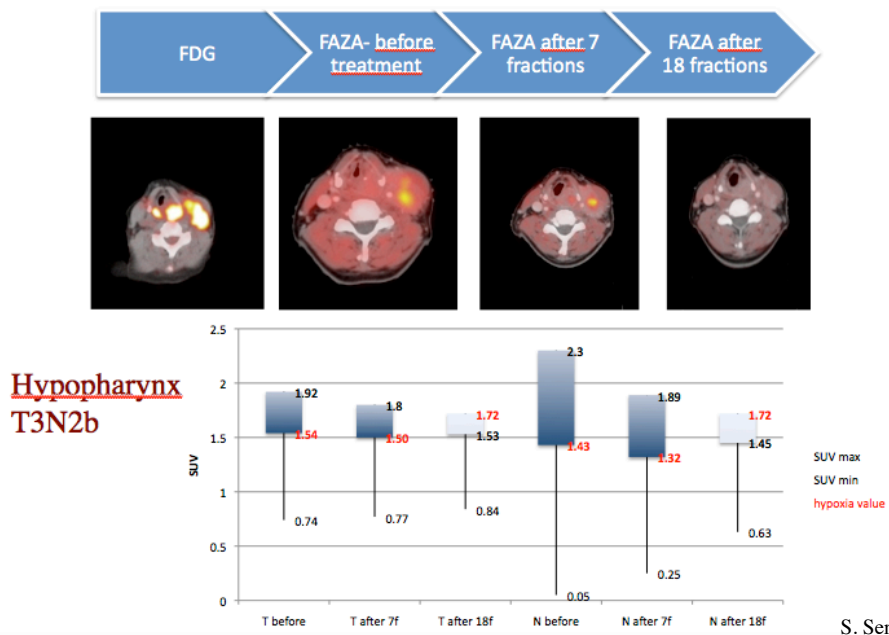 FDG
FAZA- before
treatment
FAZA after 7
fractions
FAZA after
18 fractions
Hypopharynx
T3N2b
2.5
2
1.5
1
0.5
0
SUV
1.92
1.54
0.74
1.8
1.50
0.77
1.72
1.53
0.84
2.3
1.43
0.05
1.89
1.32
0.25
1.72
1.45
0.63
T before
T after 7f
T after 18f
N before
N after 7f
N after 18f
SUV max
SUV min
hypoxia value
S.